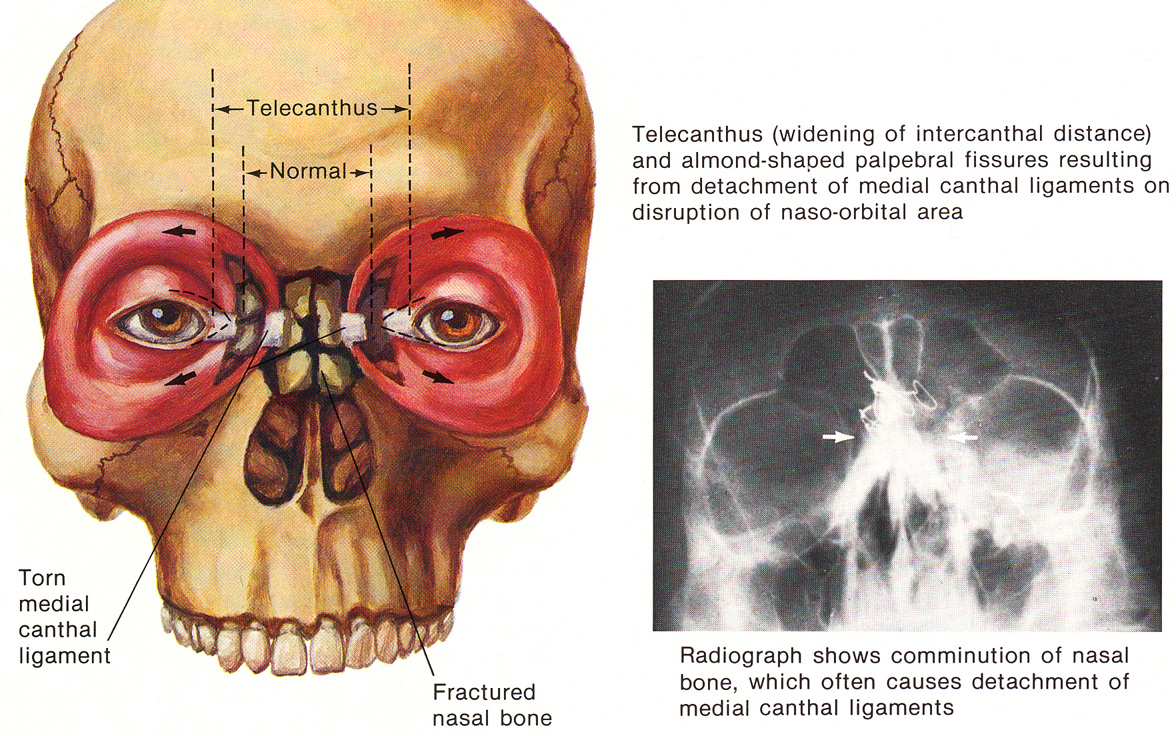 Telecanthus
Normal
Telecanthus (widening of intercanthal distance)
and almond-shaped palpebral fissures resulting
from detachment of medial canthal ligaments on
disruption of naso-orbital area
Torn
medial
canthal
ligament
Fractured
nasal bone
Radiograph shows comminution of nasal
bone, which often causes detachment of
medial canthal ligaments